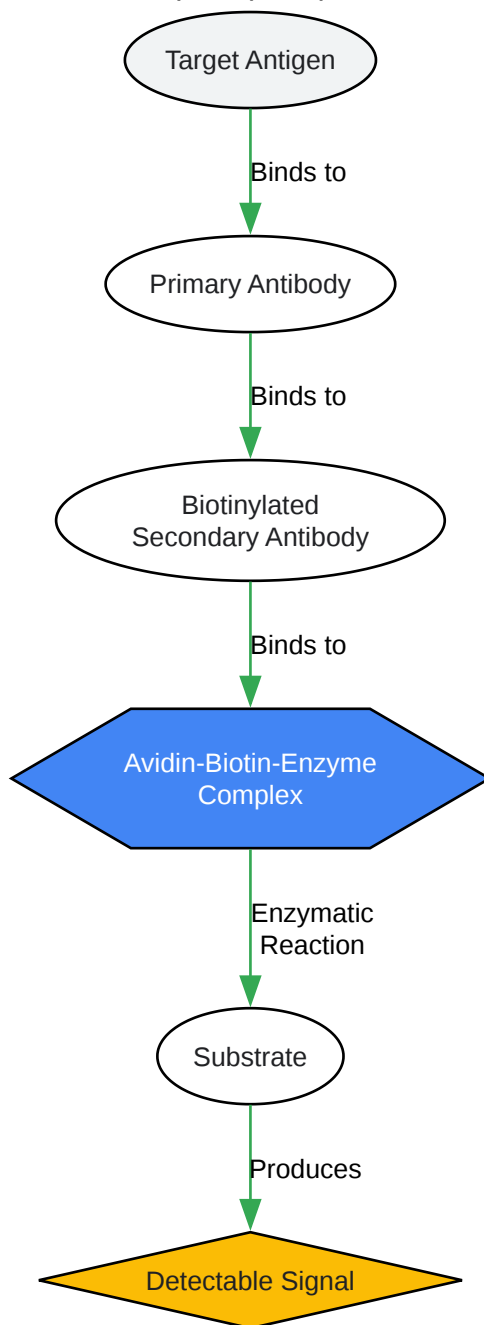 Target Antigen
Binds to
Primary Antibody
Binds to
Biotinylated
Secondary Antibody
Binds to
Avidin-Biotin-Enzyme
Complex
Enzymatic
Reaction
Substrate
Produces
Detectable Signal